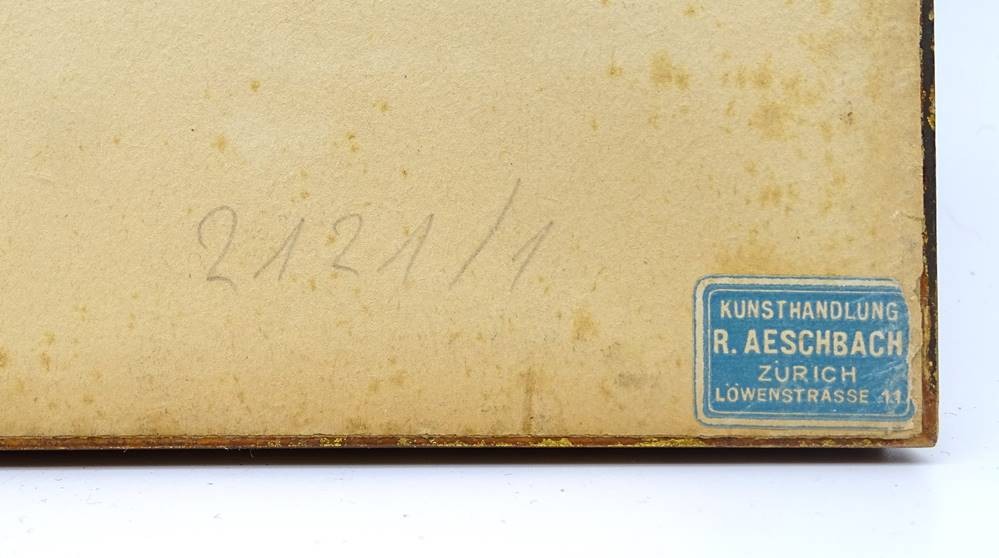 2121/1
KUNSTHANDLUNG
R. AESCHBACH
ZÜRICH
LÖWENSTRASSE 11